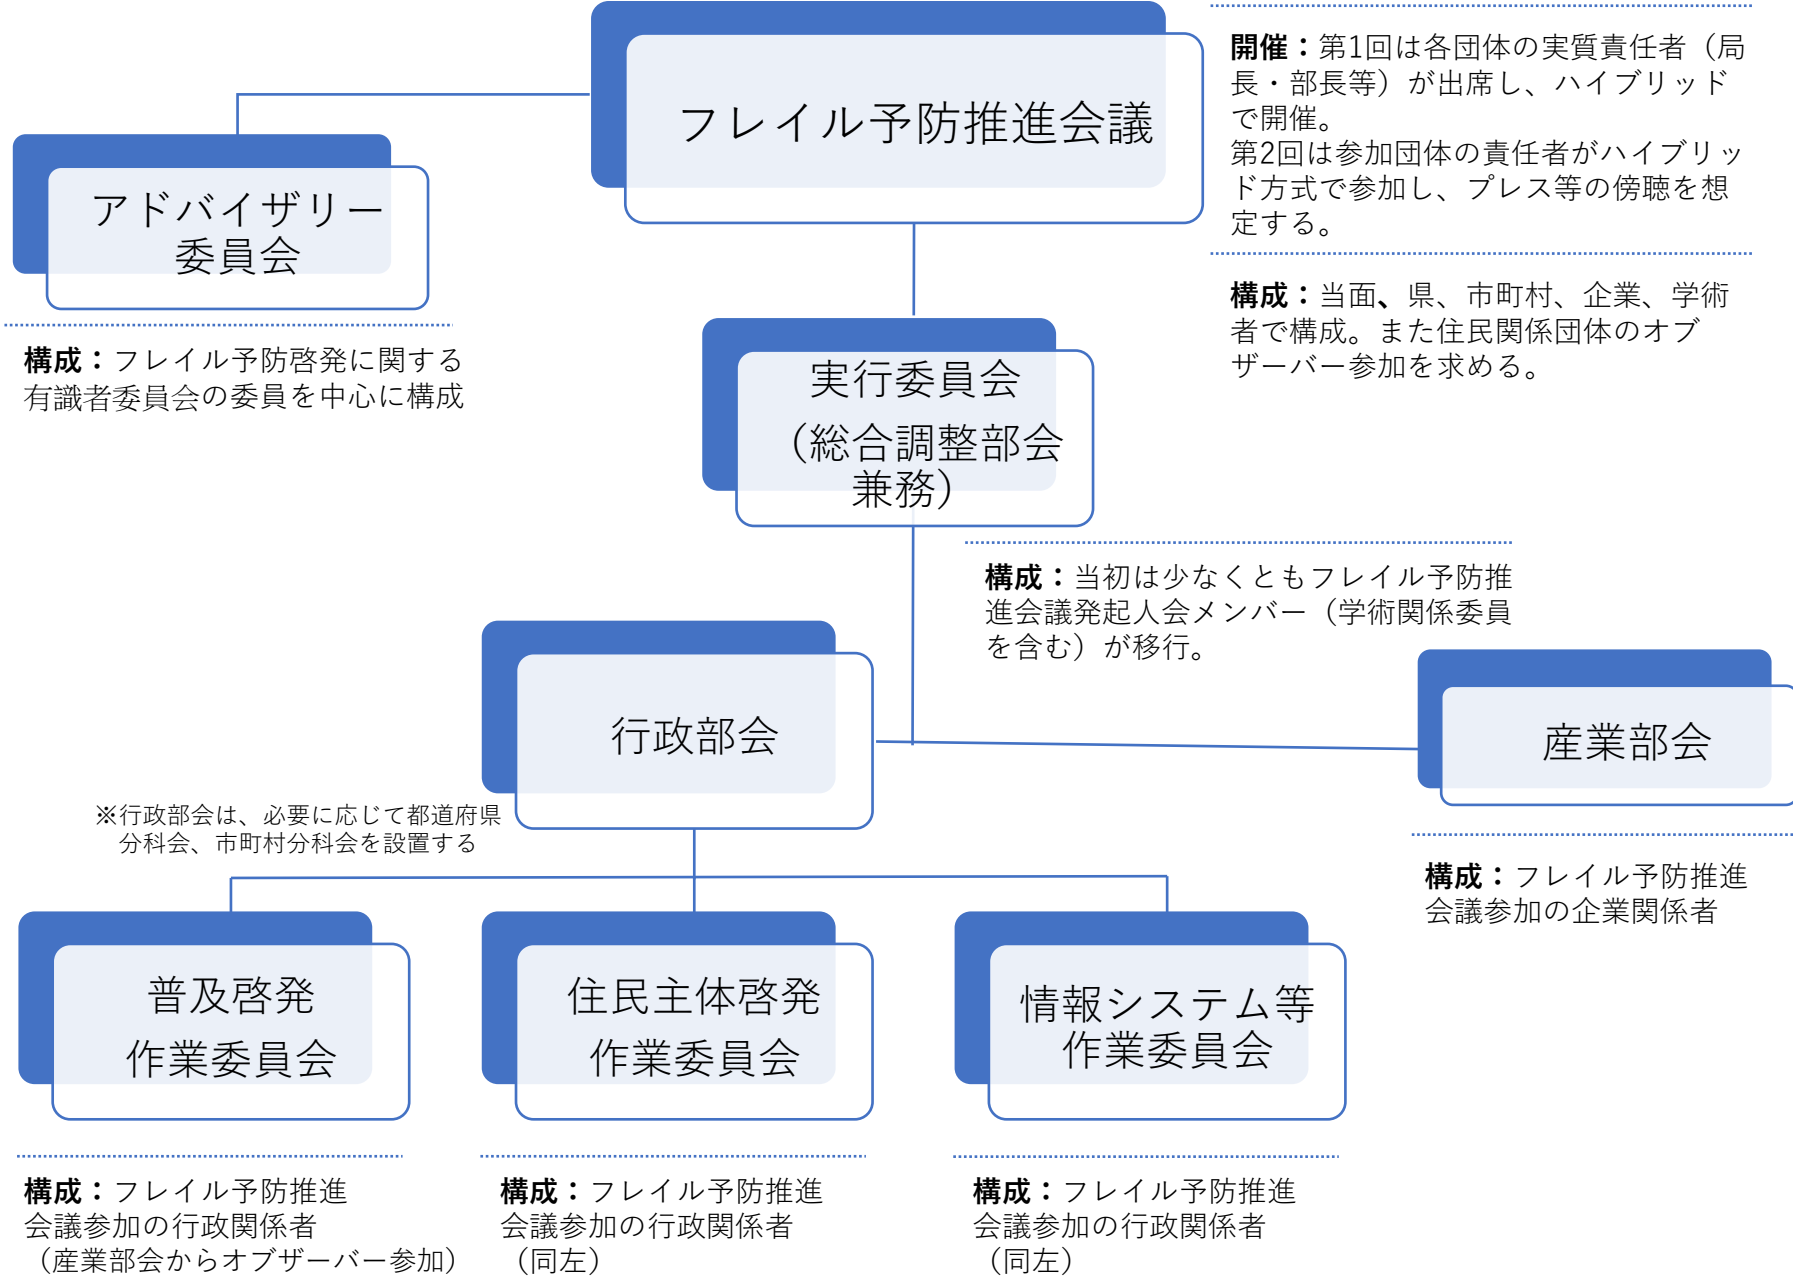 フレイル予防推進会議
開催：第1回は各団体の実質責任者（局
長・部長等）が出席し、ハイブリッド
で開催。
第2回は参加団体の責任者がハイブリッ
ド方式で参加し、プレス等の傍聴を想
定する。
構成：当面、県、市町村、企業、学術
者で構成。また住民関係団体のオブ
ザーバー参加を求める。
アドバイザリー
委員会
構成：フレイル予防啓発に関する
有識者委員会の委員を中心に構成
実行委員会
（総合調整部会
兼務）
構成：当初は少なくともフレイル予防推
進会議発起人会メンバー（学術関係委員
を含む）が移行。
行政部会
※行政部会は、必要に応じて都道府県
分科会、市町村分科会を設置する
産業部会
構成：フレイル予防推進
会議参加の企業関係者
普及啓発
作業委員会
構成：フレイル予防推進
会議参加の行政関係者
（産業部会からオブザーバー参加）
住民主体啓発
作業委員会
構成：フレイル予防推進
会議参加の行政関係者
（同左）
情報システム等
作業委員会
構成：フレイル予防推進
会議参加の行政関係者
（同左）